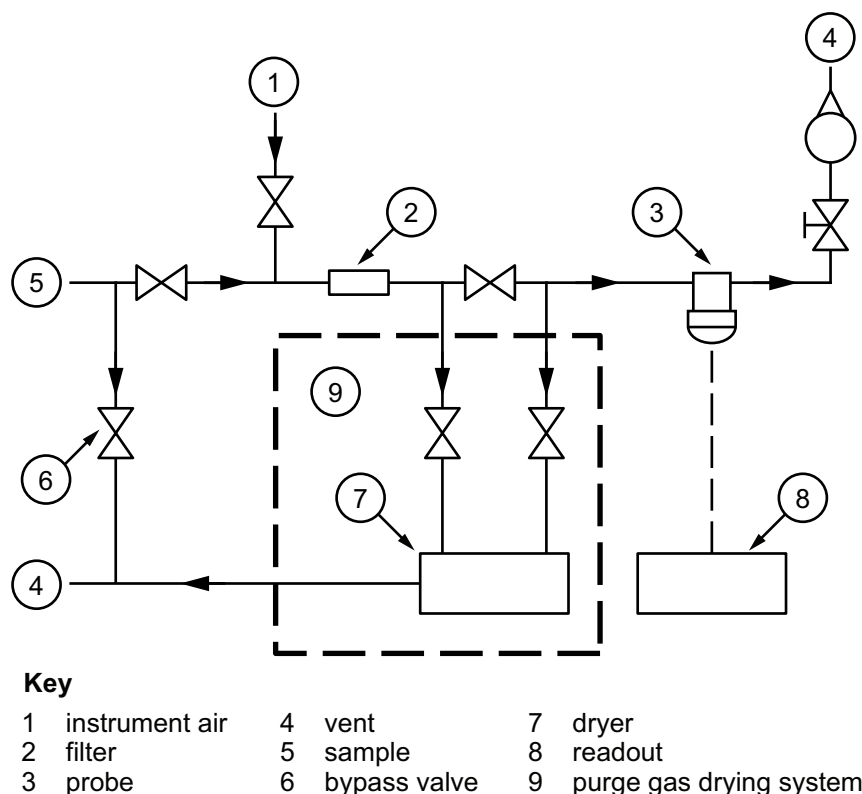 4
1
2
3
5
9
6
7
8
4
Key
1 instrument air 4 vent 7 dryer
2 filter 5 sample 8 readout
3 probe 6 bypass valve 9 purge gas drying system